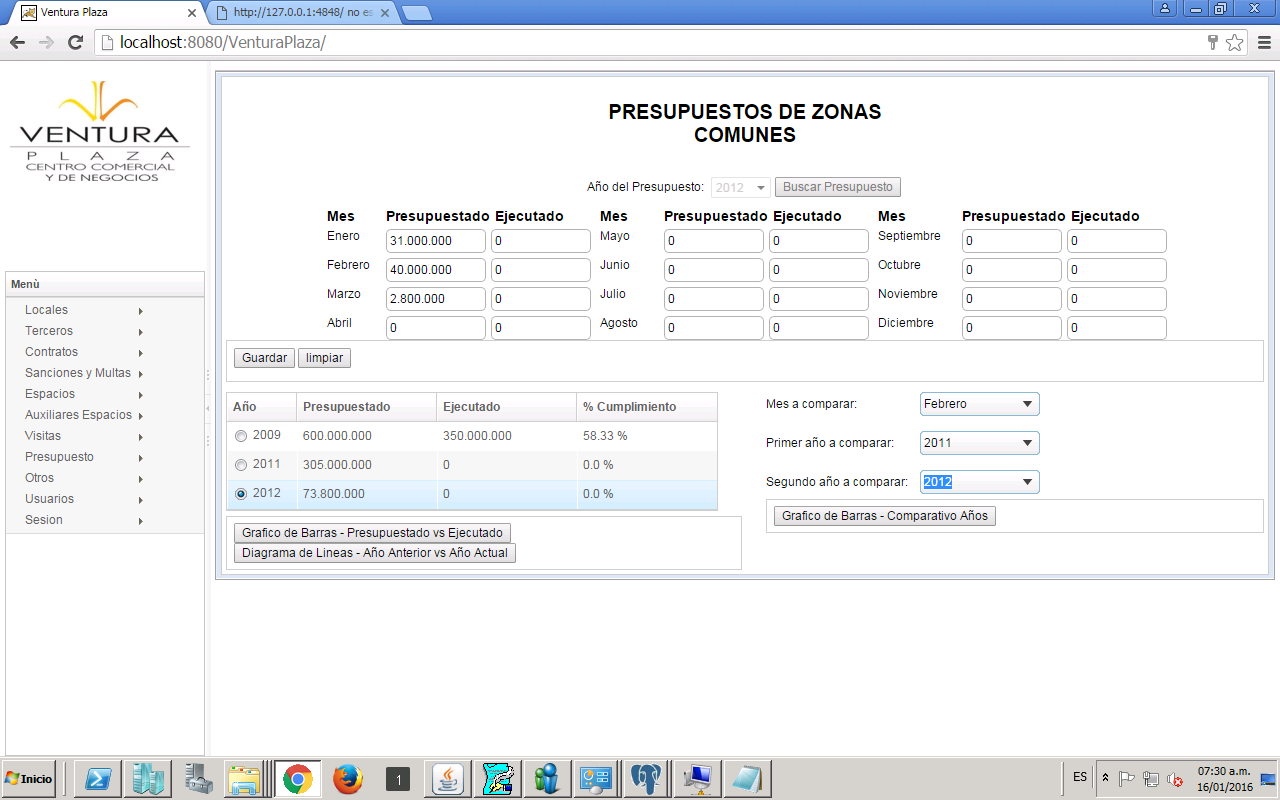 Ventura Plaza
http://127.0.0.1:4848/ no es
localhost:8080/VenturaPlaza/
VENTURA
PLAZA
CENTRO COMERCIAL
Y DE NEGOCIOS
Menù
Locales
Terceros
Contratos
Sanciones y Multas
Espacios
Auxiliares Espacios
Visitas
Presupuesto
Otros
Usuarios
Sesion
PRESUPUESTOS DE ZONAS
COMUNES
Año del Presupuesto: 2012 Buscar Presupuesto
Mes Presupuestado Ejecutado Mes Presupuestado Ejecutado Mes Presupuestado Ejecutado
Enero 31.000.000 0 Mayo 0 0 Septiembre 0 0
Febrero 40.000.000 0 Junio 0 0 Octubre 0 0
Marzo 2.800.000 0 Julio 0 0 Noviembre 0 0
Abril 0 0 Agosto 0 0 Diciembre 0 0
Guardar limpiar
Año Presupuestado Ejecutado % Cumplimiento
2009 600.000.000 350.000.000 58.33 %
2011 305.000.000 0 0.0 %
2012 73.800.000 0 0.0 %
Grafico de Barras - Presupuestado vs Ejecutado
Diagrama de Lineas - Año Anterior vs Año Actual
Mes a comparar: Febrero
Primer año a comparar: 2011
Segundo año a comparar: 2012
Grafico de Barras - Comparativo Años
Inicio
1
ES
07:30 a.m.
16/01/2016